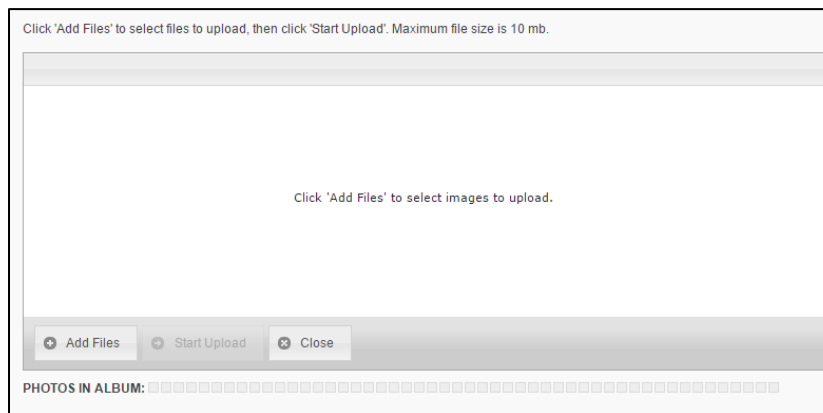 Click 'Add Files' to select files to upload, then click 'Start Upload'. Maximum file size is 10 mb.
Click 'Add Files' to select images to upload.
Add Files Start Upload Close
PHOTOS IN ALBUM: